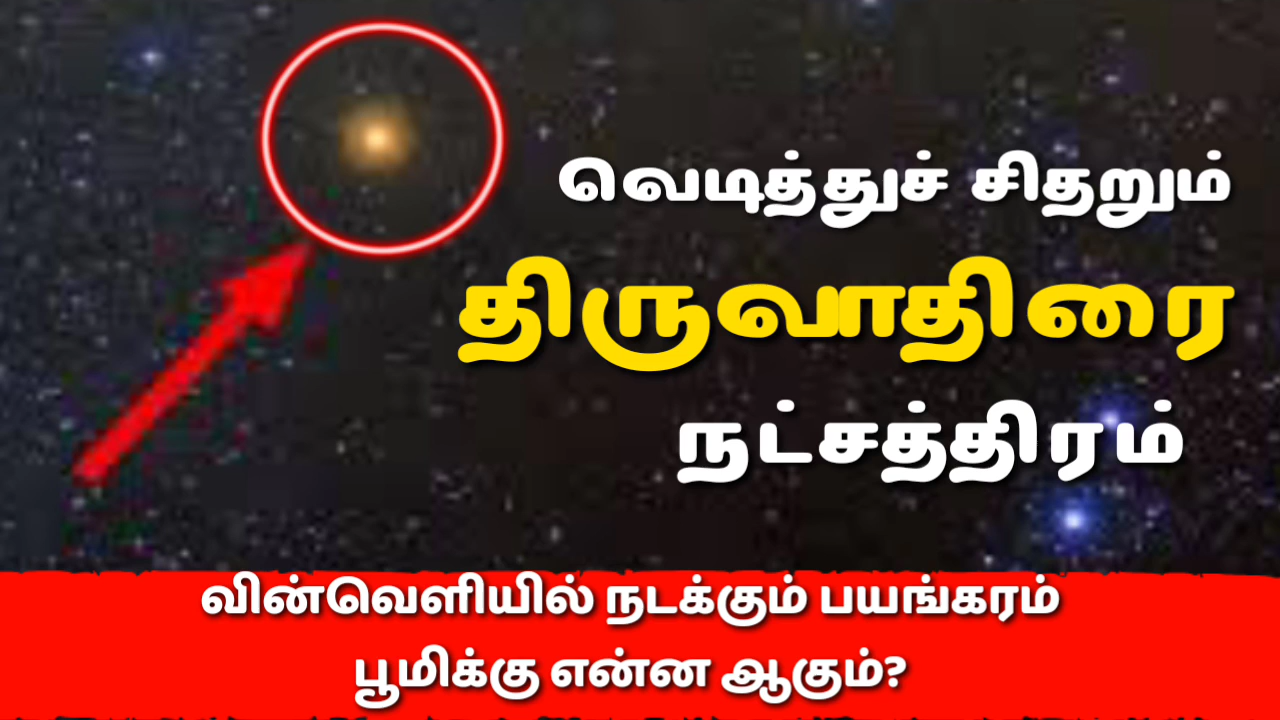 வெடித்துச் சிதறும்
திருவாதிரை
நட்சத்திரம்
வின்வெளியில் நடக்கும் பயங்கரம்
பூமிக்கு என்ன ஆகும்?